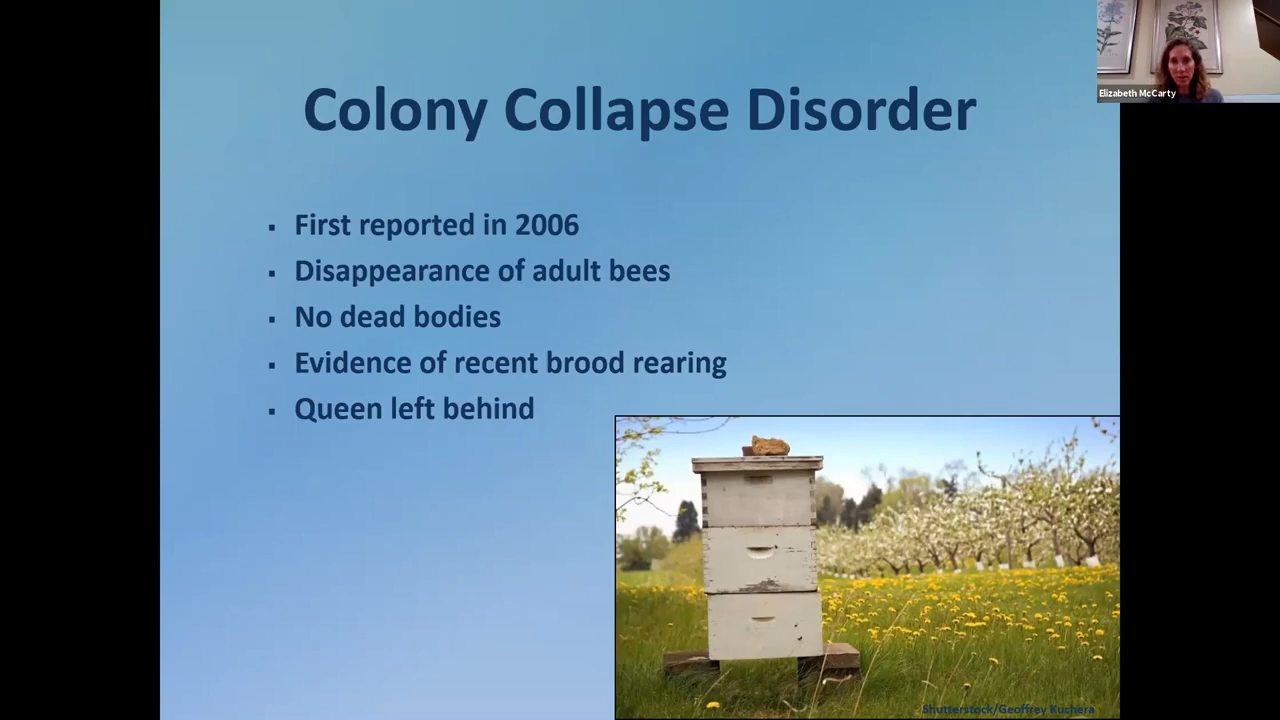 Colony Collapse Disorder
Elizabeth McCarty
▪ First reported in 2006
▪ Disappearance of adult bees
▪ No dead bodies
▪ Evidence of recent brood rearing
▪ Queen left behind
Shutterstock/Geoffrey Kuchera